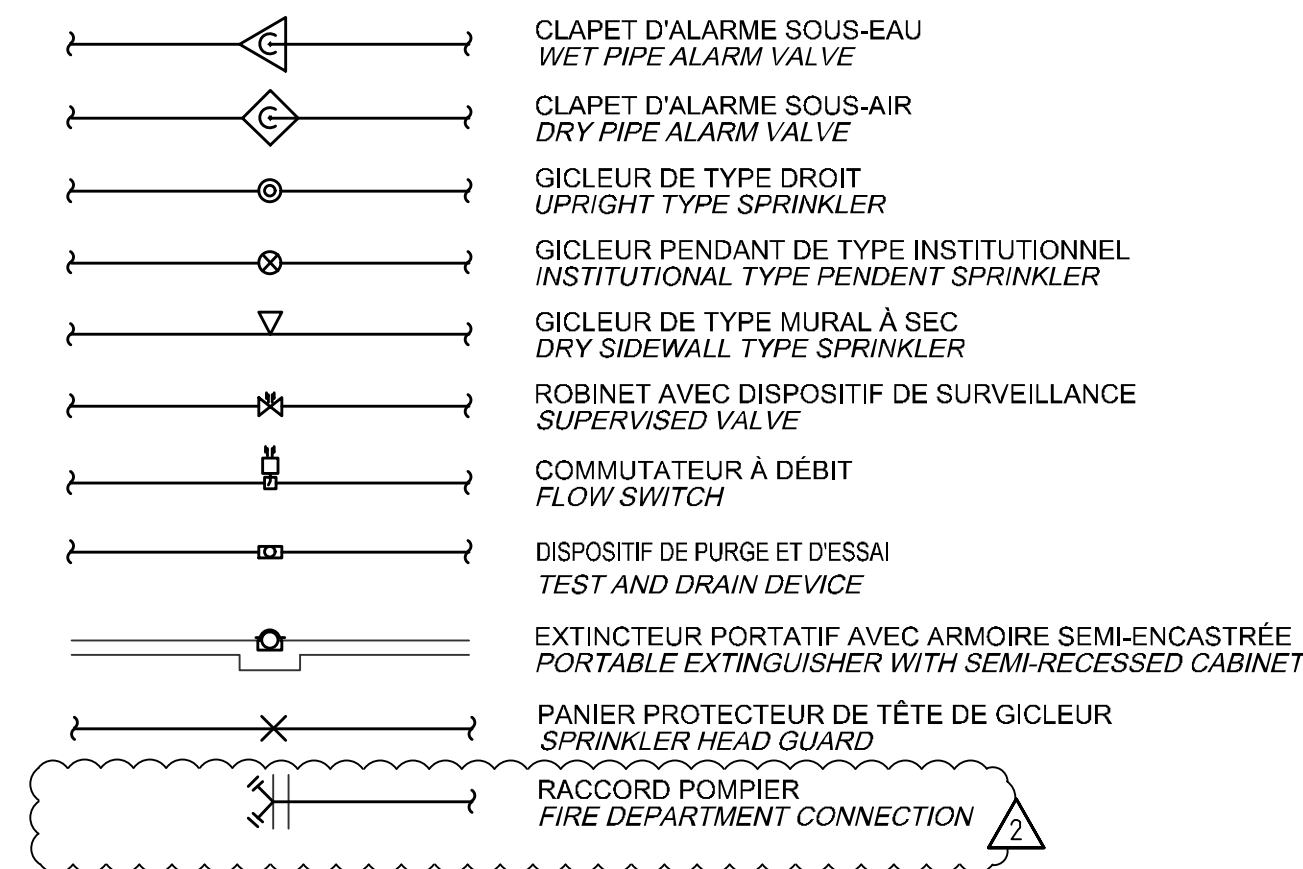 CLAPET D'ALARME SOUS-EAU
WET PIPE ALARM VALVE
CLAPET D'ALARME SOUS-AIR
DRY PIPE ALARM VALVE
GICLEUR DE TYPE DROIT
UPRIGHT TYPE SPRINKLER
GICLEUR PENDANT DE TYPE INSTITUTIONNEL
INSTITUTIONAL TYPE PENDENT SPRINKLER
GICLEUR DE TYPE MURAL À SEC
DRY SIDEWALL TYPE SPRINKLER
ROBINET AVEC DISPOSITIF DE SURVEILLANCE
SUPERVISED VALVE
COMMUTATEUR À DÉBIT
FLOW SWITCH
DISPOSITIF DE PURGE ET D'ESSAI
TEST AND DRAIN DEVICE
EXTINCTEUR PORTATIF AVEC ARMOIRE SEMI-ENCASTRÉE
PORTABLE EXTINGUISHER WITH SEMI-RECESSED CABINET
PANIER PROTECTEUR DE TÊTE DE GICLEUR
SPRINKLER HEAD GUARD
RACCORD POMPIER
FIRE DEPARTMENT CONNECTION
2